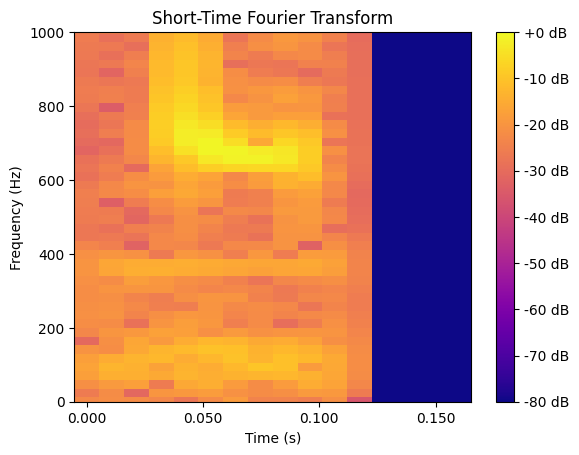 Short-Time Fourier Transform
1000
800
600
400
200
0
Frequency (Hz)
0.000
0.050
0.100
0.150
Time (s)
+0 dB
-10 dB
-20 dB
-30 dB
-40 dB
-50 dB
-60 dB
-70 dB
-80 dB